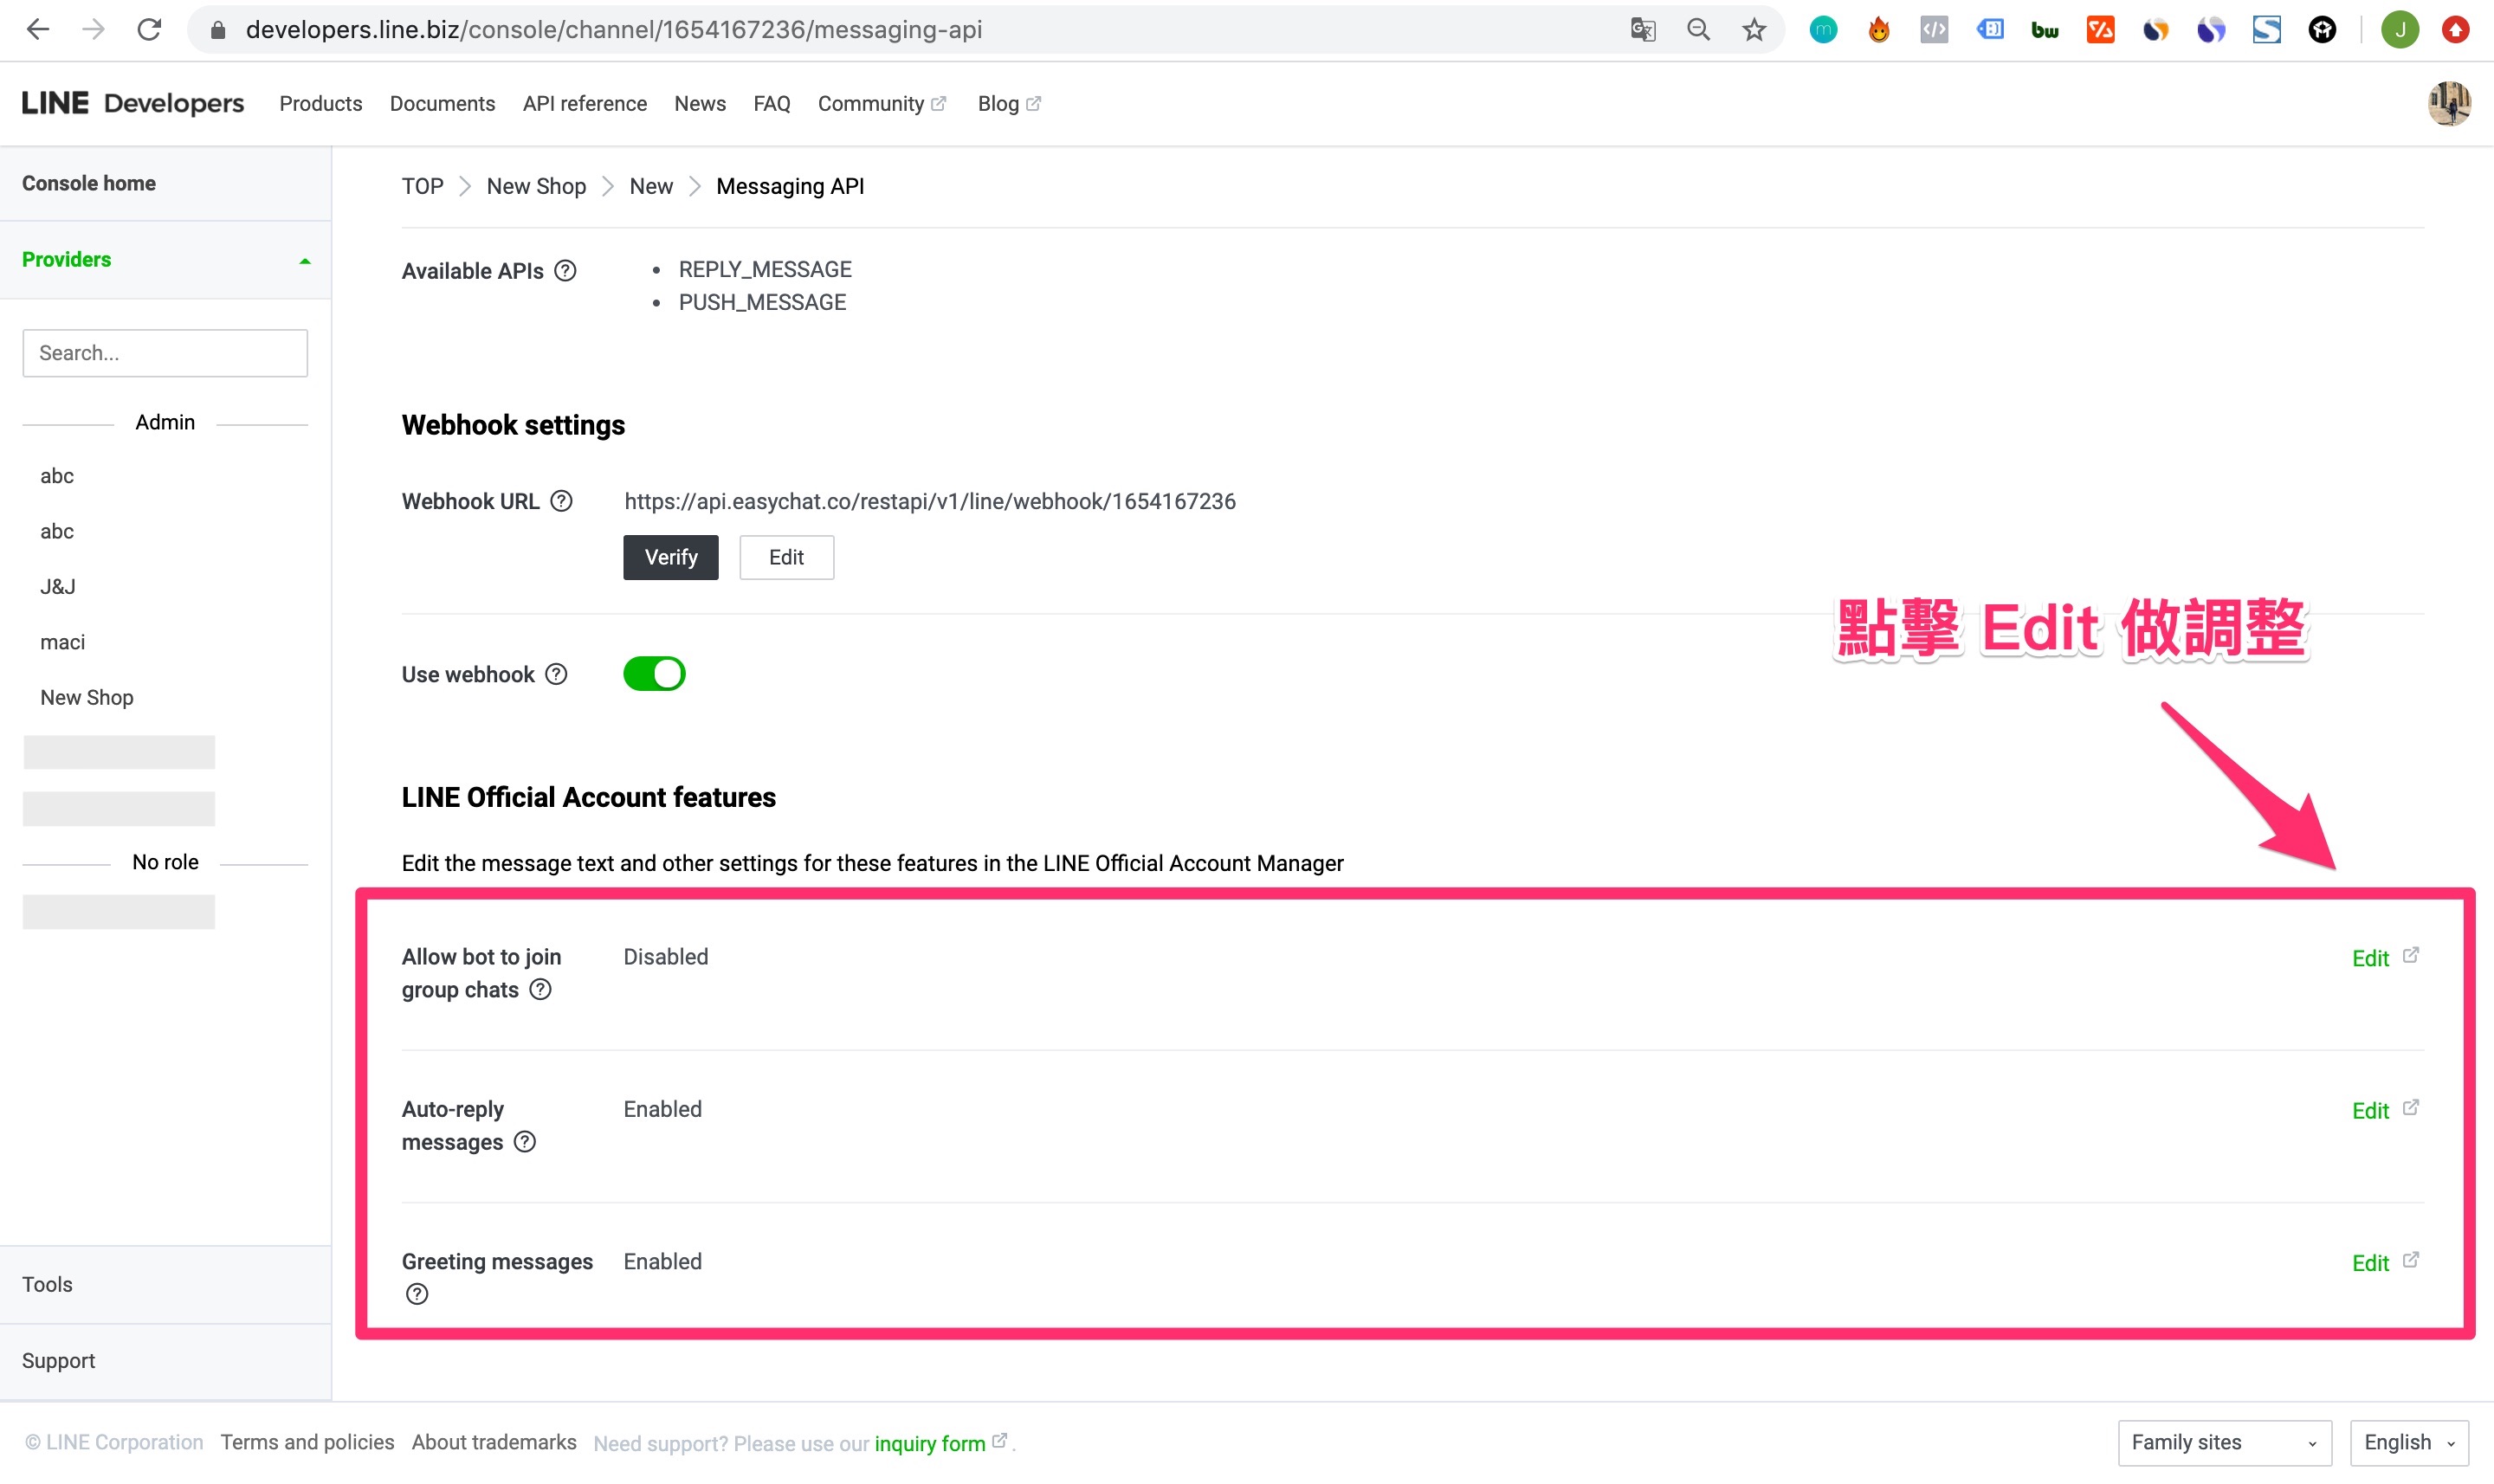 developers.line.biz/console/channel/1654167236/messaging-api
LINE Developers Products Documents API reference News FAQ Community Blog
Console home
Providers
Search...
Admin
abc
abc
J&J
maci
New Shop
No role
Tools
Support
TOP New Shop New Messaging API
Available APIs
• REPLY_MESSAGE
• PUSH_MESSAGE
Webhook settings
Webhook URL https://api.easychat.co/restapi/v1/line/webhook/1654167236
Verify Edit
點擊 Edit 做調整
Use webhook
LINE Official Account features
Edit the message text and other settings for these features in the LINE Official Account Manager
Allow bot to join Disabled Edit
group chats
Auto-reply Enabled Edit
messages
Greeting messages Enabled Edit
© LINE Corporation Terms and policies About trademarks Need support? Please use our inquiry form . Family sites English